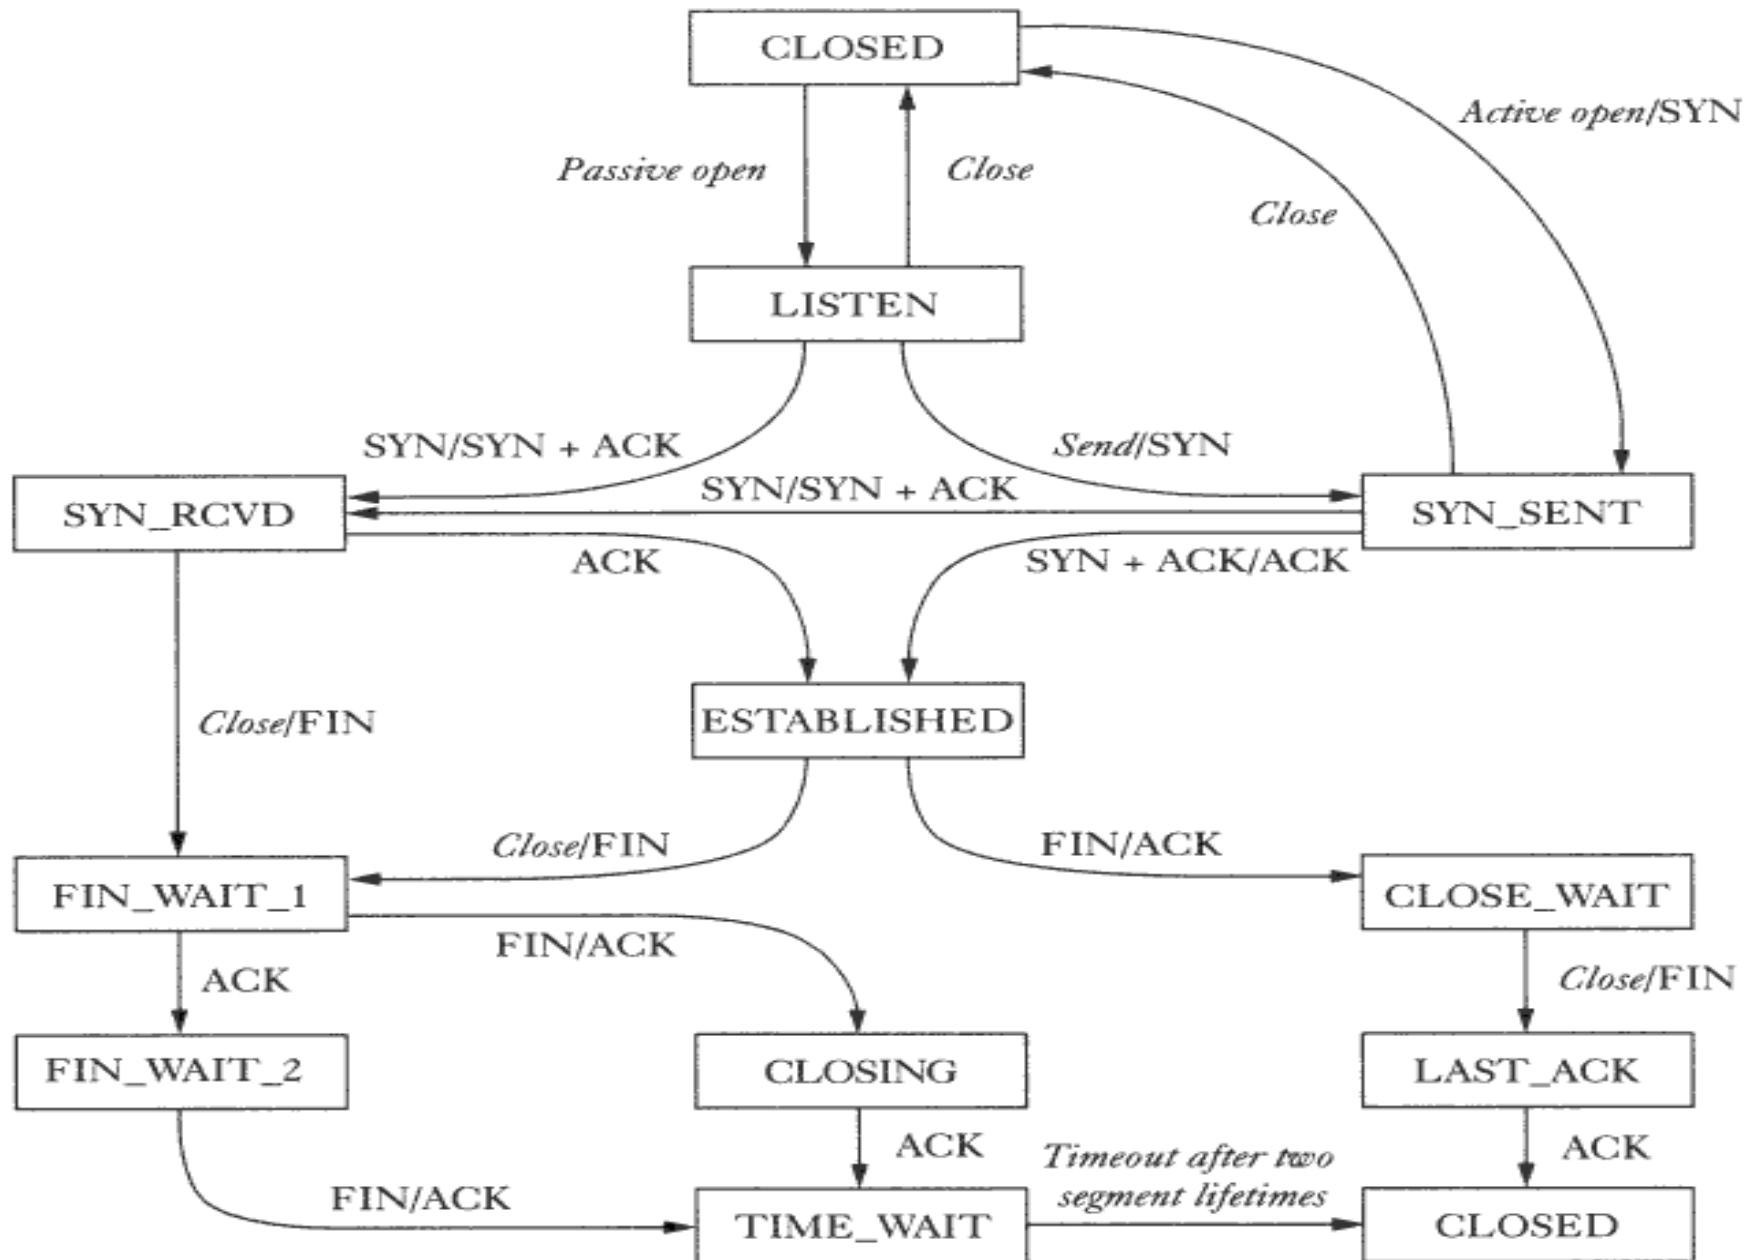 CLOSED
Active open/SYN
Passive open
Close
Close
LISTEN
SYN/SYN + ACK
Send/SYN
SYN/SYN + ACK
SYN_RCVD
SYN_SENT
ACK
SYN + ACK/ACK
Close/FIN
ESTABLISHED
Close/FIN
FIN/ACK
FIN_WAIT_1
CLOSE_WAIT
FIN/ACK
ACK
Close/FIN
FIN_WAIT_2
CLOSING
LAST_ACK
ACK
Timeout after two
segment lifetimes
ACK
FIN/ACK
TIME_WAIT
CLOSED